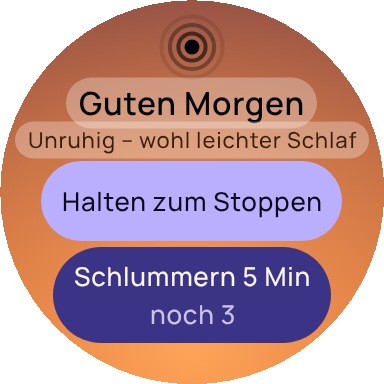 Guten Morgen
Unruhig – wohl leichter Schlaf
Halten zum Stoppen
Schlummern 5 Min
noch 3